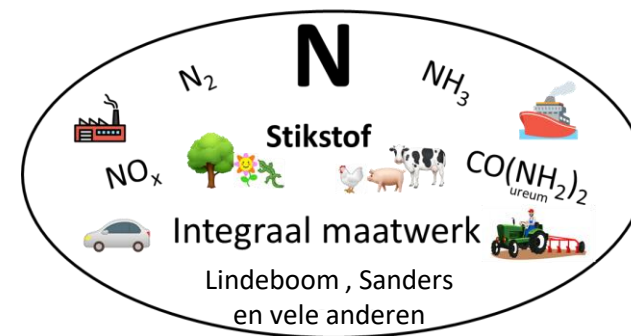 N
N₂
NH₃
Stikstof
NOₓ
CO(NH₂)₂
ureum
Integraal maatwerk
Lindeboom , Sanders
en vele anderen